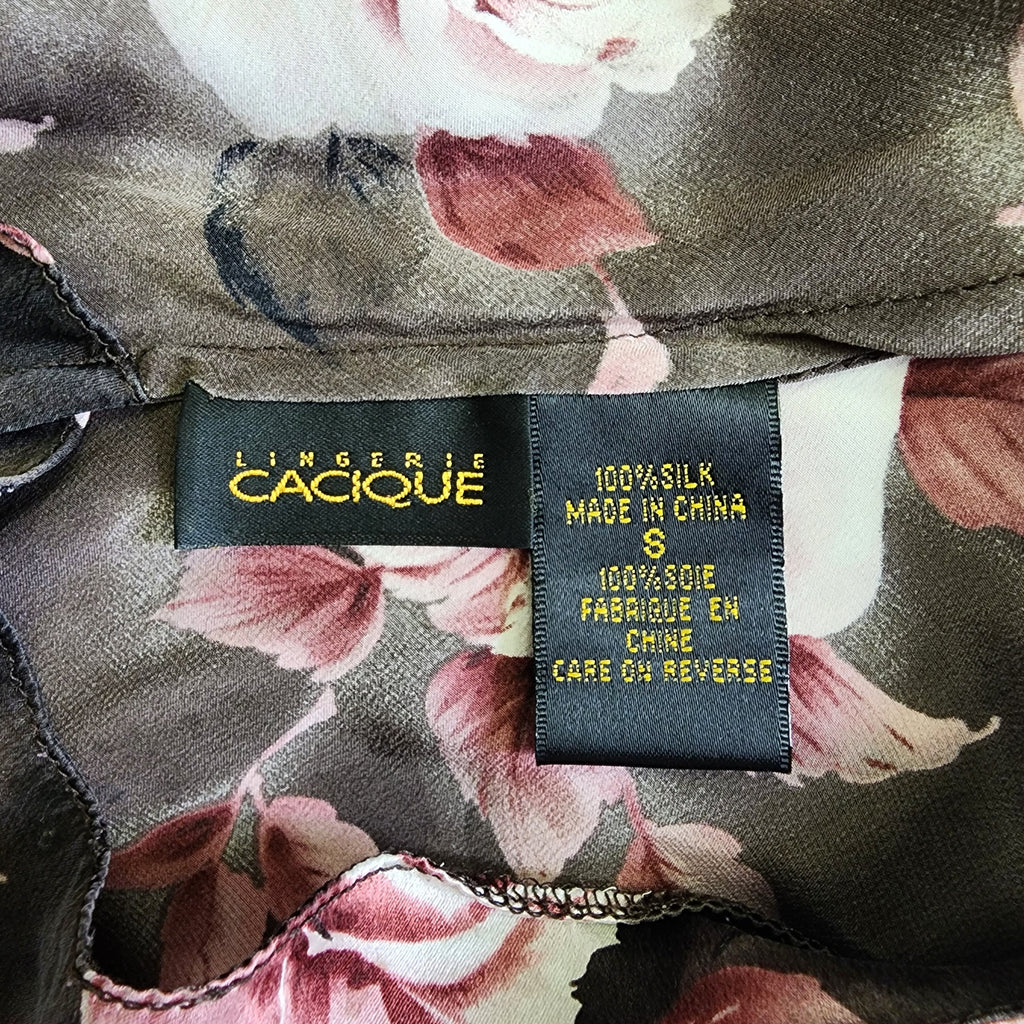 LINGERIE
CACIQUE
100%SILK
MADE IN CHINA
S
100%SOIE
FABRIQUE EN
CHINE
CARE ON REVERSE